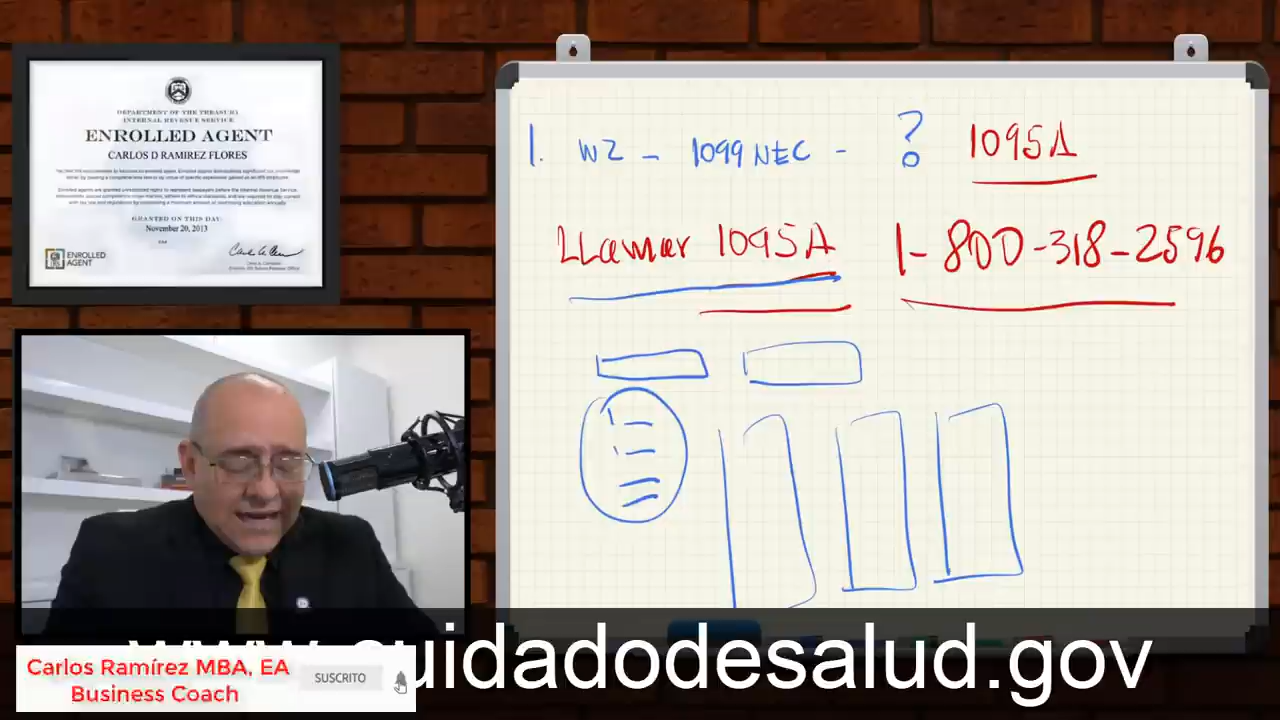 DEPARTMENT OF THE TREASURY
INTERNAL REVENUE SERVICE
ENROLLED AGENT
CARLOS D RAMIREZ FLORES
GRANTED ON THIS DAY:
November 20, 2013
ENROLLED
AGENT
1. W2 - 1099 NEC - ? 1095A
LLamar 1095A 1-800-318-2596
www.cuidadodesalud.gov
Carlos Ramírez MBA, EA
Business Coach
SUSCRITO